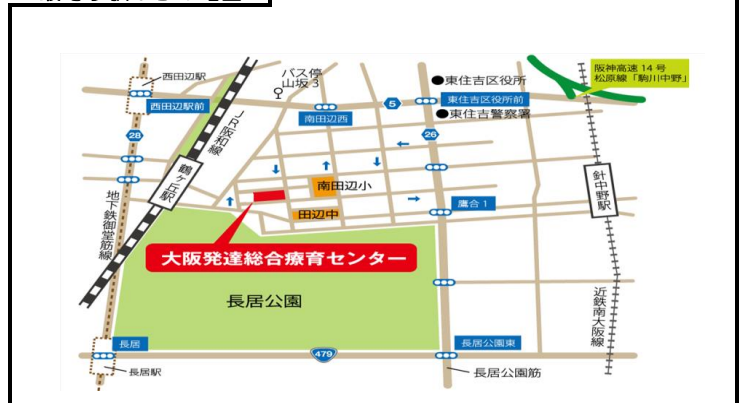 西田辺駅
バス停
山坂3
●東住吉区役所
阪神高速14号
松原線「駒川中野」
西田辺駅前
南田辺西
5
東住吉区役所前
●東住吉警察署
28
JR阪和線
26
鶴ヶ丘駅
南田辺小
針中野駅
地下鉄御堂筋線
田辺中
鷹合1
大阪発達総合療育センター
長居公園
近鉄南大阪線
長居
479
長居公園東
長居駅
長居公園筋